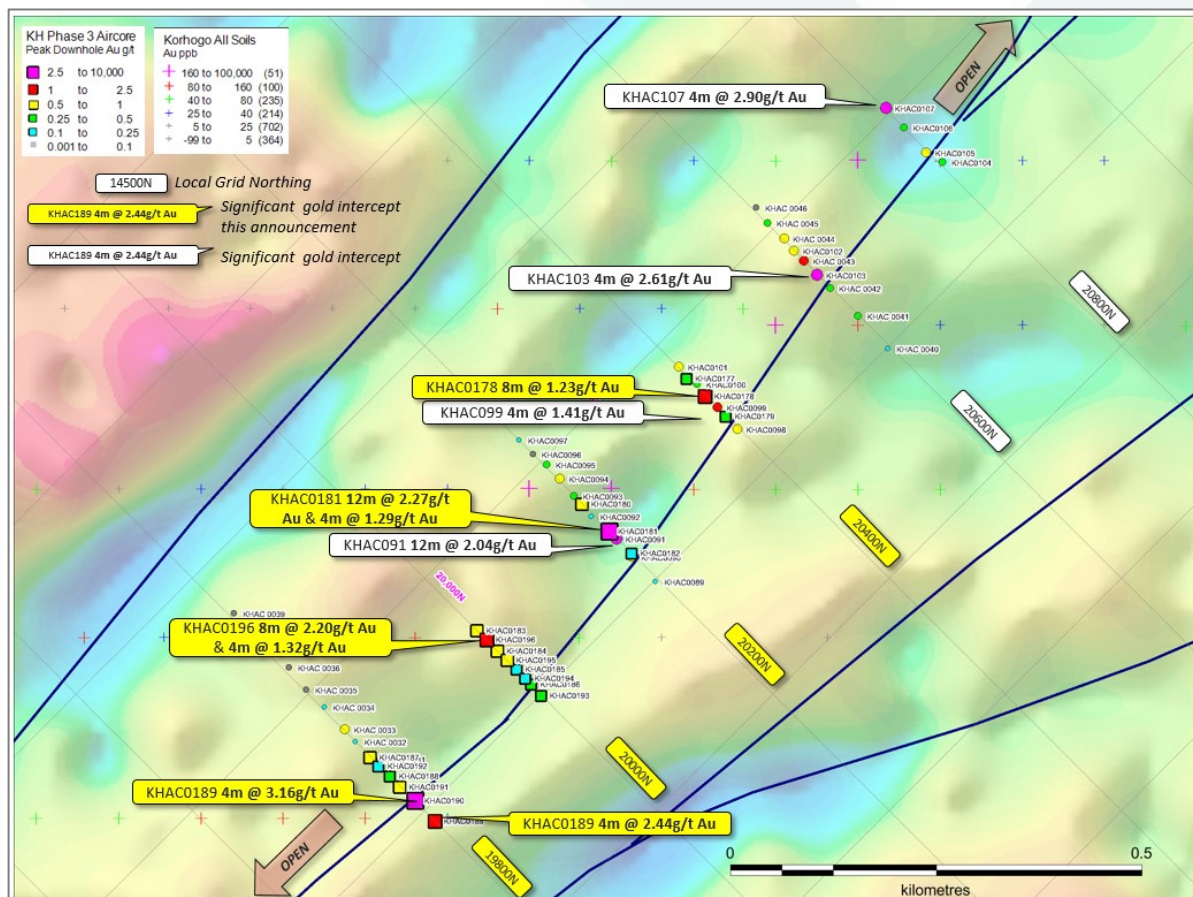 KH Phase 3 Aircore
Peak Downhole Au g/t
2.5 to 10,000
1 to 2.5
0.5 to 1
0.25 to 0.5
0.1 to 0.25
0.001 to 0.1
Korhogo All Soils
Au ppb
160 to 100,000 (51)
80 to 160 (100)
40 to 80 (235)
25 to 40 (214)
5 to 25 (702)
-99 to 5 (364)
14500N Local Grid Northing
KHAC189 4m @ 2.44g/t Au
Significant gold intercept
this announcement
KHAC189 4m @ 2.44g/t Au
Significant gold intercept
OPEN
KHAC107 4m @ 2.90g/t Au
KHAC0107
KHAC0106
KHAC0105
KHAC0104
KHAC 0046
KHAC0045
KHAC 0044
KHAC0102
KHAC 0043
KHAC103 4m @ 2.61g/t Au
KHAC0103
KHAC 0042
KHAC 0041
KHAC 0040
20800N
KHAC0101
KHAC0177
KHAC0178 8m @ 1.23g/t Au
KHAC0178
KHAC099 4m @ 1.41g/t Au
KHAC0099
KHAC0179
KHAC0098
20600N
KHAC0097
KHAC0096
KHAC0095
KHAC0094
KHAC0093
KHAC0180
KHAC0092
KHAC0181 12m @ 2.27g/t
Au & 4m @ 1.29g/t Au
KHAC0181
KHAC0091
KHAC091 12m @ 2.04g/t Au
KHAC0182
KHAC0089
20400N
20,000N
KHAC 0039
KHAC0196 8m @ 2.20g/t Au
& 4m @ 1.32g/t Au
KHAC0183
KHAC0196
KHAC0184
KHAC0195
KHAC0185
KHAC0194
KHAC0186
KHAC0193
20200N
KHAC 0036
KHAC 0035
KHAC 0034
KHAC 0033
KHAC 0032
KHAC0187
KHAC0192
KHAC0188
KHAC0191
KHAC0189 4m @ 3.16g/t Au
KHAC0190
KHAC0189 4m @ 2.44g/t Au
20000N
19800N
OPEN
0 0.5
kilometres